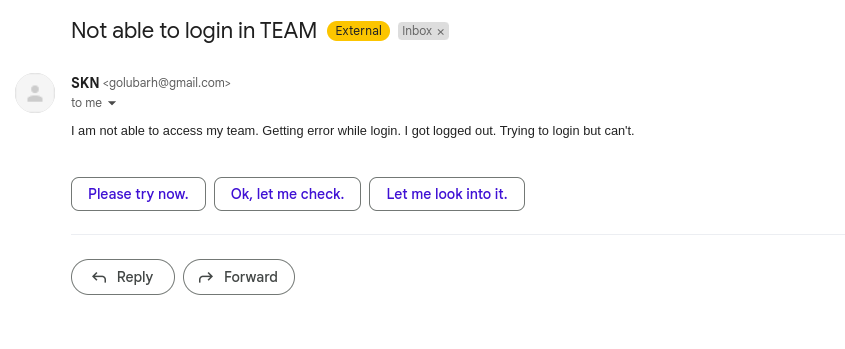 Not able to login in TEAM External Inbox ×
SKN <golubarh@gmail.com>
to me
I am not able to access my team. Getting error while login. I got logged out. Trying to login but can't.
Please try now. Ok, let me check. Let me look into it.
Reply Forward